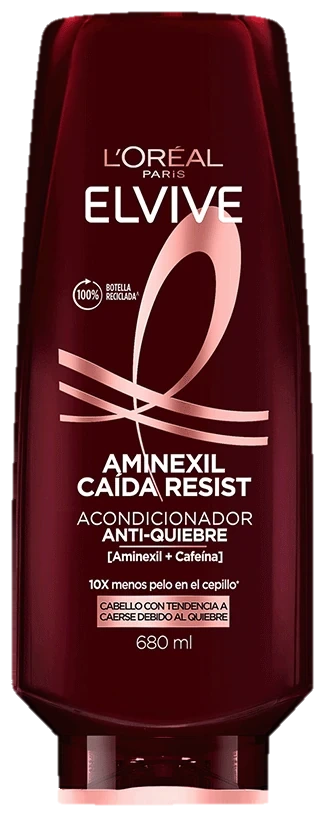 L'ORÉAL
PARIS
ELVIVE
100%
BOTELLA
RECICLADA
AMINEXIL
CAÍDA RESIST
ACONDICIONADOR
ANTI-QUIEBRE
[Aminexil + Cafeína]
10X menos pelo en el cepillo*
CABELLO CON TENDENCIA A
CAERSE DEBIDO AL QUIEBRE
680 ml